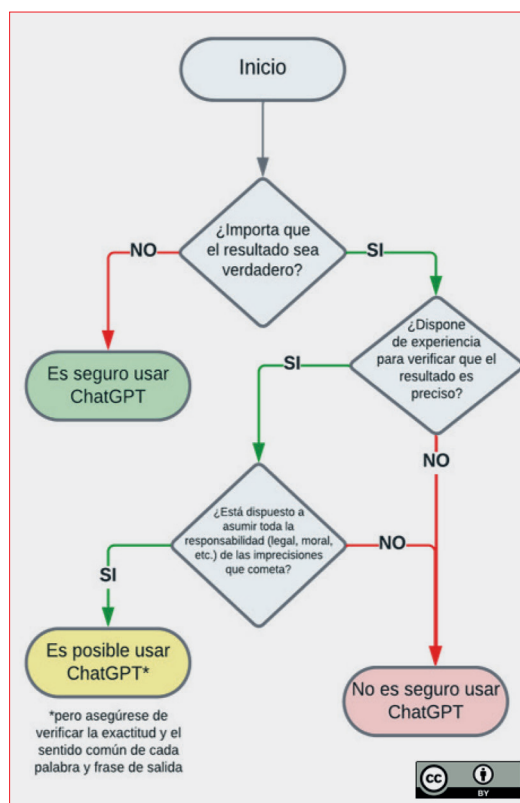 Inicio
¿Importa que
el resultado sea
verdadero?
NO
SI
¿Dispone
de experiencia
para verificar que el
resultado es
preciso?
Es seguro usar
ChatGPT
SI
NO
¿Está dispuesto a
asumir toda la
responsabilidad (legal, moral,
etc.) de las imprecisiones
que cometa?
NO
SI
Es posible usar
ChatGPT*
No es seguro usar
ChatGPT
*pero asegúrese de
verificar la exactitud y el
sentido común de cada
palabra y frase de salida
cc
BY